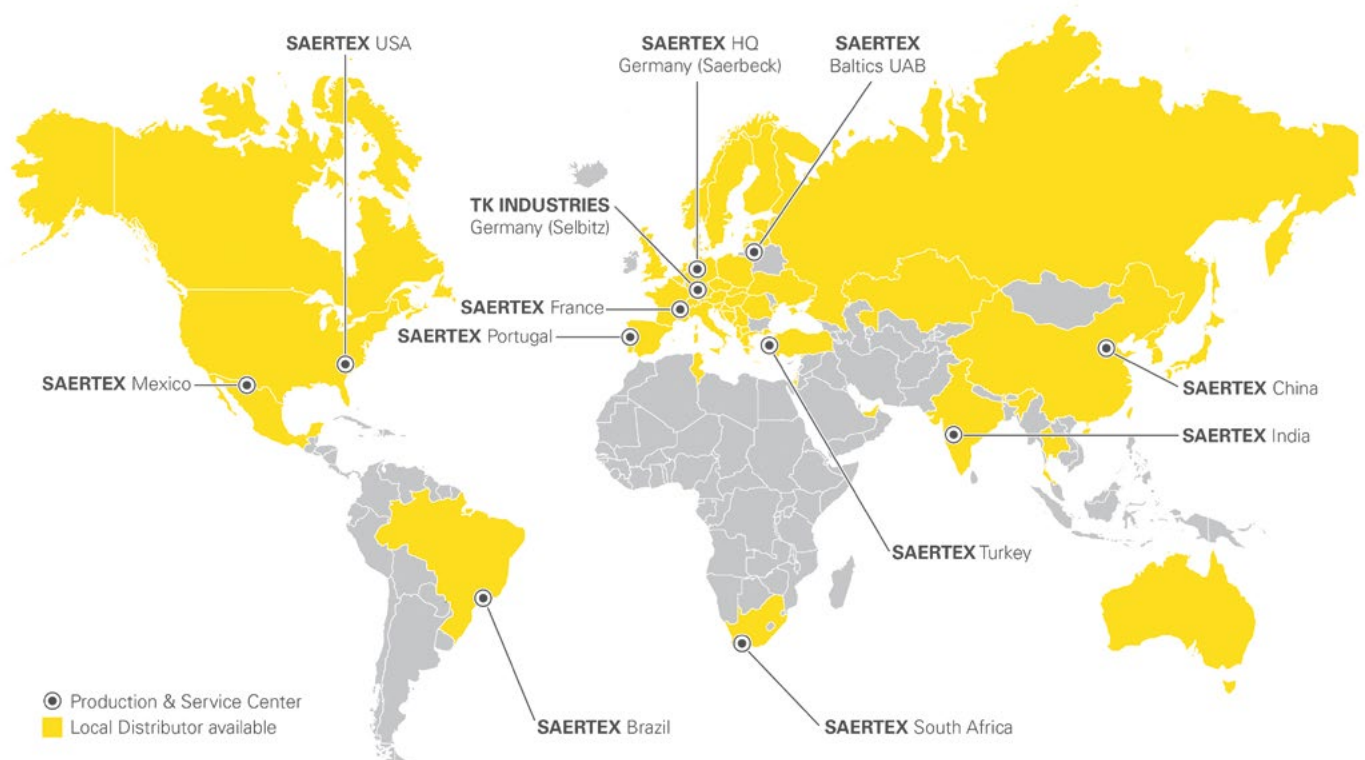 SAERTEX USA
SAERTEX HQ
Germany (Saerbeck)
SAERTEX
Baltics UAB
TK INDUSTRIES
Germany (Selbitz)
SAERTEX France
SAERTEX Portugal
SAERTEX Mexico
SAERTEX China
SAERTEX India
SAERTEX Turkey
SAERTEX Brazil
SAERTEX South Africa
Production & Service Center
Local Distributor available